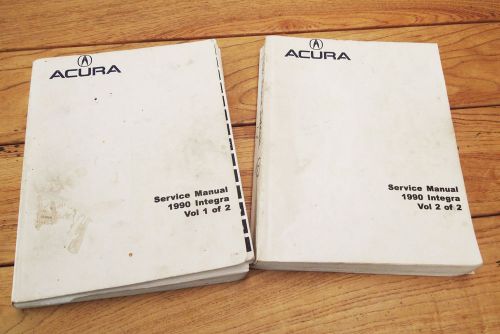 ACURA
Service Manual
1990 Integra
Vol 1 of 2
ACURA
Service Manual
1990 Integra
Vol 2 of 2